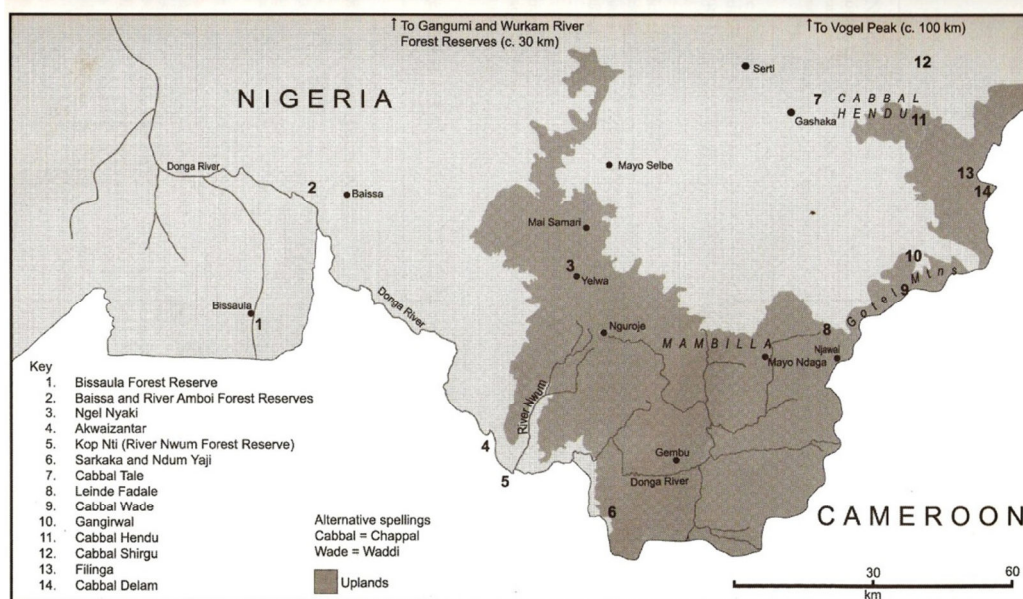 ↑ To Gangumi and Wurkam River
Forest Reserves (c. 30 km)
↑ To Vogel Peak (c. 100 km)
12
Serti
NIGERIA
7 CABBAL
HENDU 11
Gashaka
Donga River
Mayo Selbe
13
2
Baissa
14
Mai Samari
10
3
Yelwa
Gotel Mtns
9
Donga River
Bissaula
1
Nguroje
8
MAMBILLA
Njawai
Mayo Ndaga
River Nwum
4
5
Gembu
Donga River
6
CAMEROON
Key
1. Bissaula Forest Reserve
2. Baissa and River Amboi Forest Reserves
3. Ngel Nyaki
4. Akwaizantar
5. Kop Nti (River Nwum Forest Reserve)
6. Sarkaka and Ndum Yaji
7. Cabbal Tale
8. Leinde Fadale
9. Cabbal Wade
10. Gangirwal
11. Cabbal Hendu
12. Cabbal Shirgu
13. Filinga
14. Cabbal Delam
Alternative spellings
Cabbal = Chappal
Wade = Waddi
Uplands
30
60
km